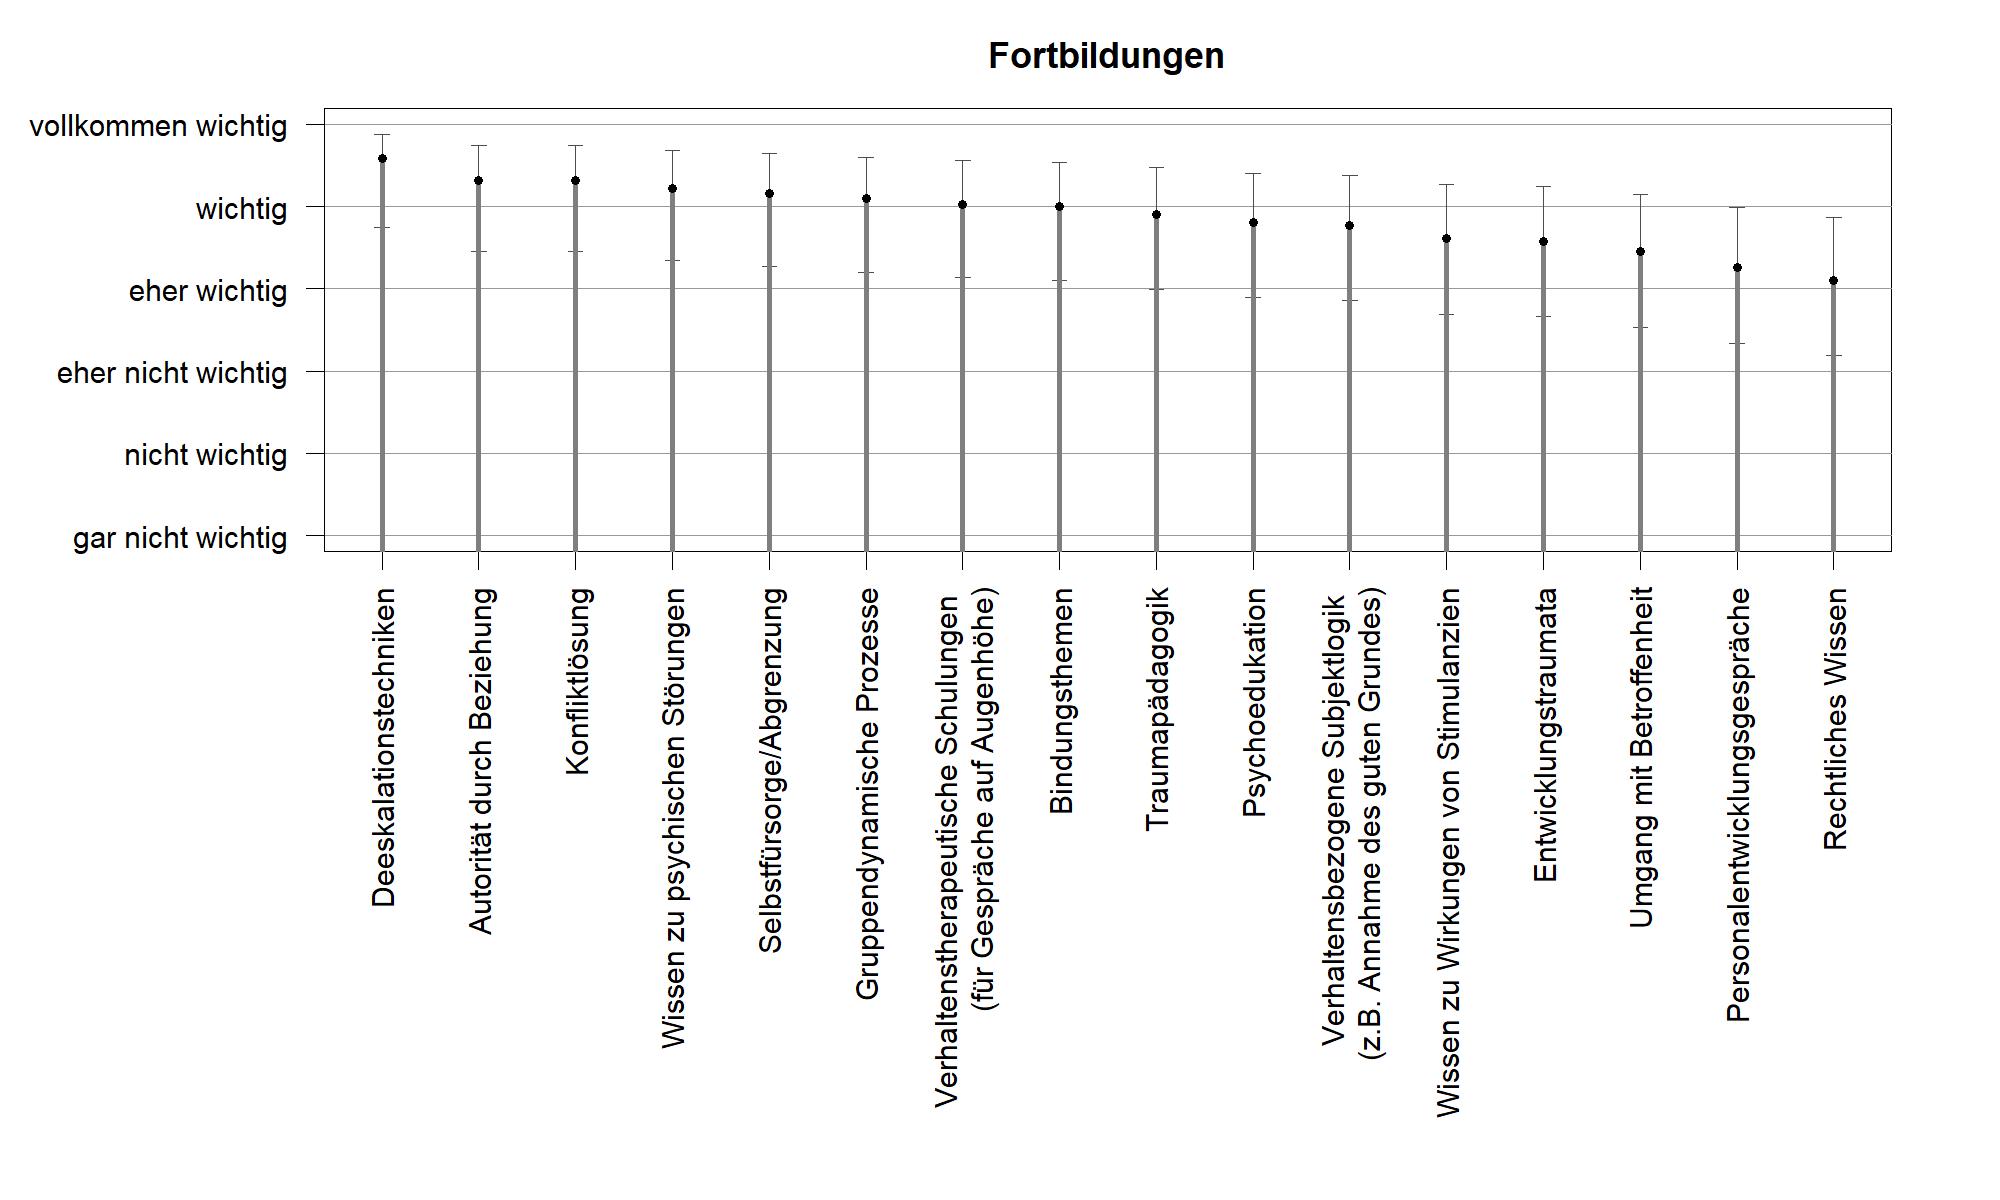 Fortbildungen
vollkommen wichtig
wichtig
eher wichtig
eher nicht wichtig
nicht wichtig
gar nicht wichtig
Deeskalationstechniken
Autorität durch Beziehung
Konfliktlösung
Wissen zu psychischen Störungen
Selbstfürsorge/Abgrenzung
Gruppendynamische Prozesse
Verhaltenstherapeutische Schulungen
(für Gespräche auf Augenhöhe)
Bindungsthemen
Traumapädagogik
Psychoedukation
Verhaltensbezogene Subjektlogik
(z.B. Annahme des guten Grundes)
Wissen zu Wirkungen von Stimulanzien
Entwicklungstraumata
Umgang mit Betroffenheit
Personalentwicklungsgespräche
Rechtliches Wissen